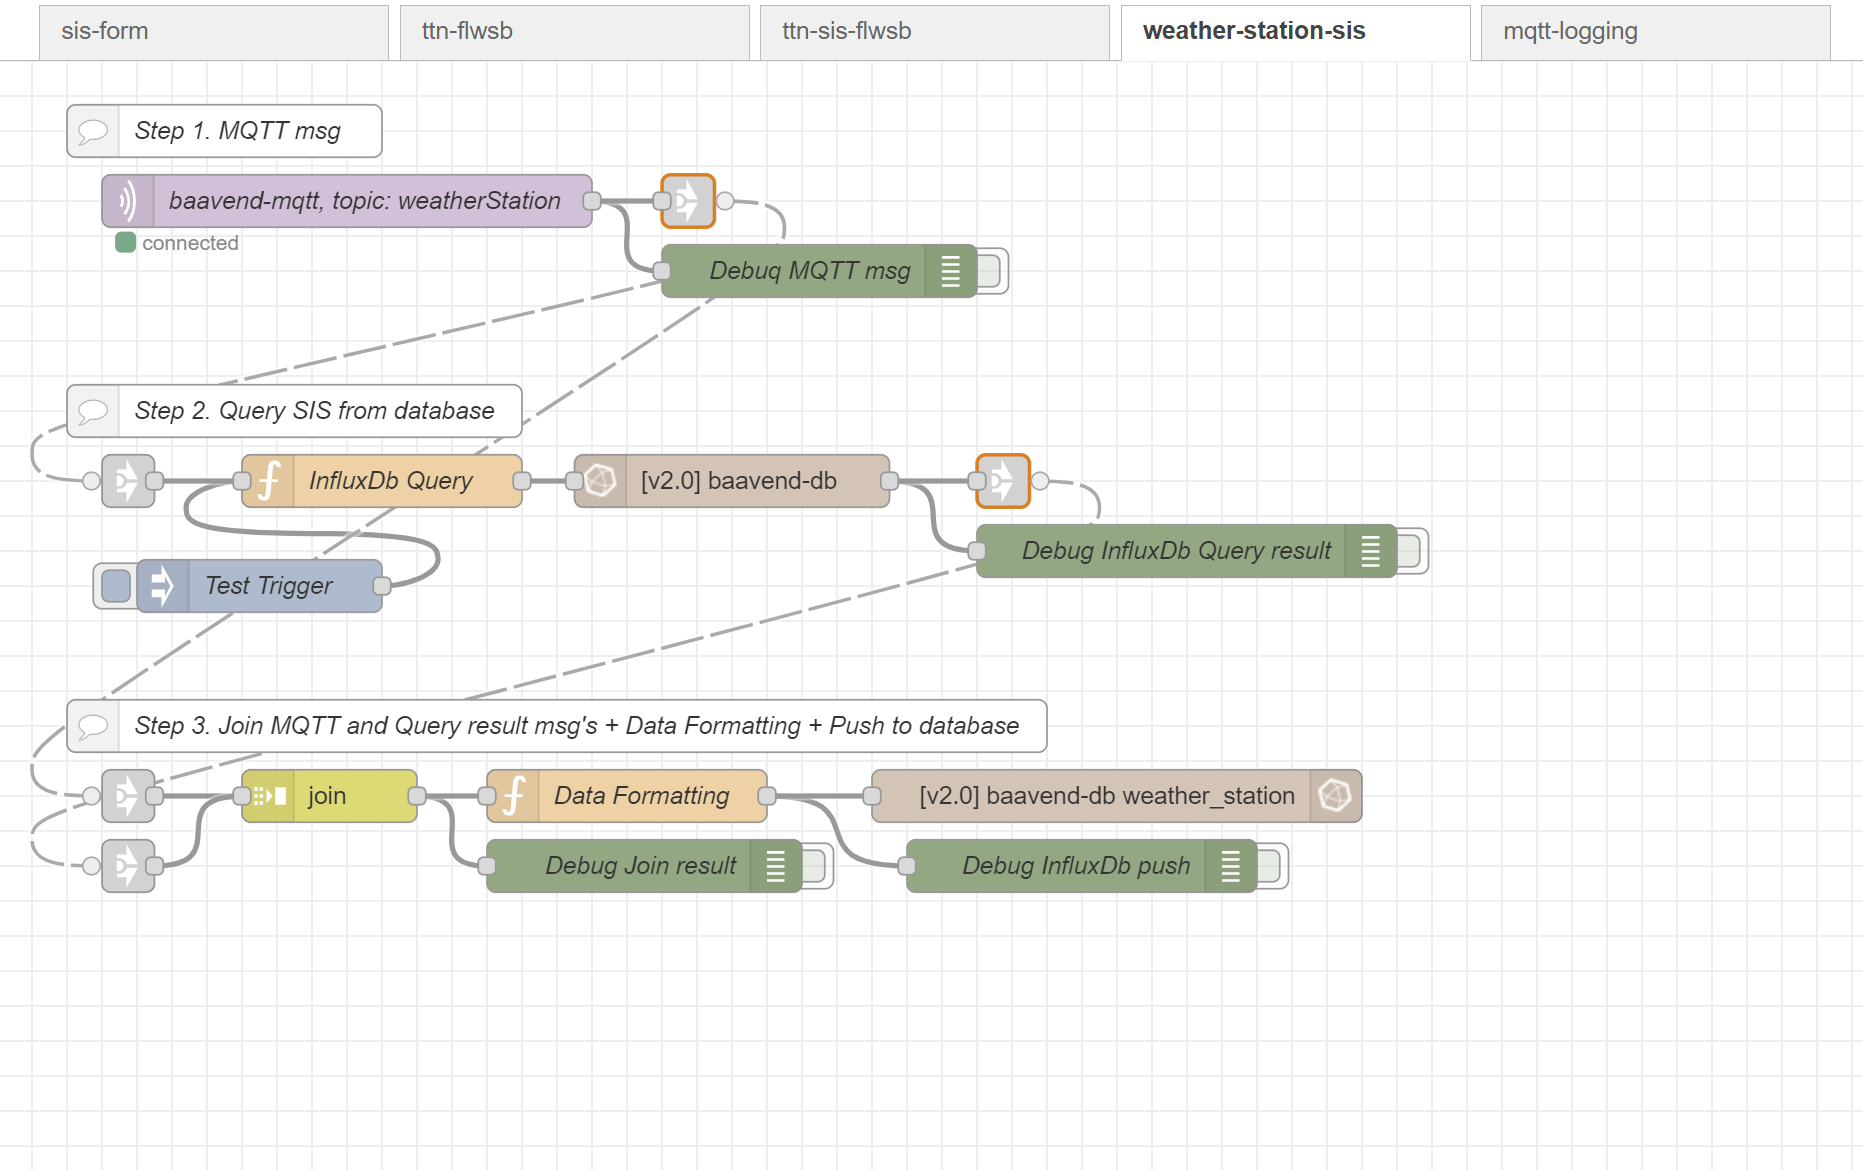 sis-form
ttn-flwsb
ttn-sis-flwsb
weather-station-sis
mqtt-logging
Step 1. MQTT msg
baavend-mqtt, topic: weatherStation
connected
Debuq MQTT msg
Step 2. Query SIS from database
InfluxDb Query
[v2.0] baavend-db
Debug InfluxDb Query result
Test Trigger
Step 3. Join MQTT and Query result msg's + Data Formatting + Push to database
join
Data Formatting
[v2.0] baavend-db weather_station
Debug Join result
Debug InfluxDb push